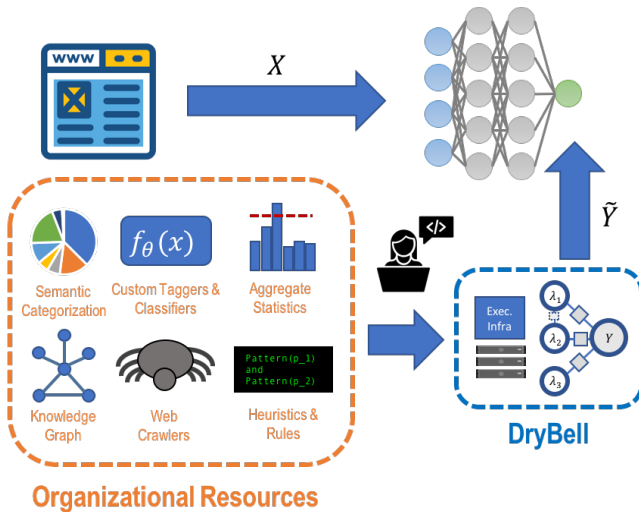 WWW
X
Ỹ
</>
f_θ(x)
Semantic
Categorization
Custom Taggers &
Classifiers
Aggregate
Statistics
Pattern(p_1)
and
Pattern(p_2)
Knowledge
Graph
Web
Crawlers
Heuristics &
Rules
Organizational Resources
Exec.
Infra
λ₁
λ₂
λ₃
Y
DryBell